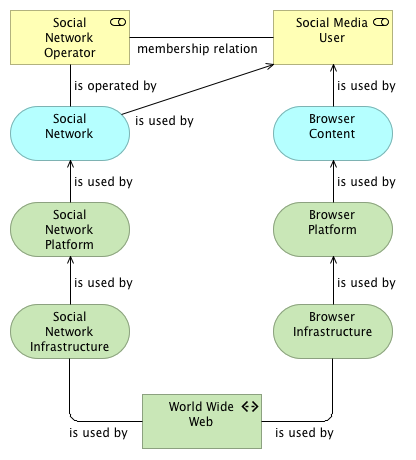 Social
Network
Operator
Social Media
User
membership relation
is operated by
is used by
is used by
Social
Network
Browser
Content
is used by
is used by
Social
Network
Platform
Browser
Platform
is used by
is used by
Social
Network
Infrastructure
Browser
Infrastructure
World Wide
Web
is used by
is used by